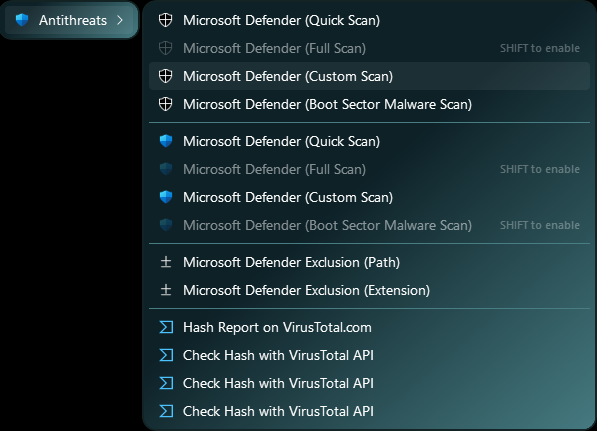 Antithreats
Microsoft Defender (Quick Scan)
Microsoft Defender (Full Scan) SHIFT to enable
Microsoft Defender (Custom Scan)
Microsoft Defender (Boot Sector Malware Scan)
Microsoft Defender (Quick Scan)
Microsoft Defender (Full Scan) SHIFT to enable
Microsoft Defender (Custom Scan)
Microsoft Defender (Boot Sector Malware Scan) SHIFT to enable
Microsoft Defender Exclusion (Path)
Microsoft Defender Exclusion (Extension)
Hash Report on VirusTotal.com
Check Hash with VirusTotal API
Check Hash with VirusTotal API
Check Hash with VirusTotal API